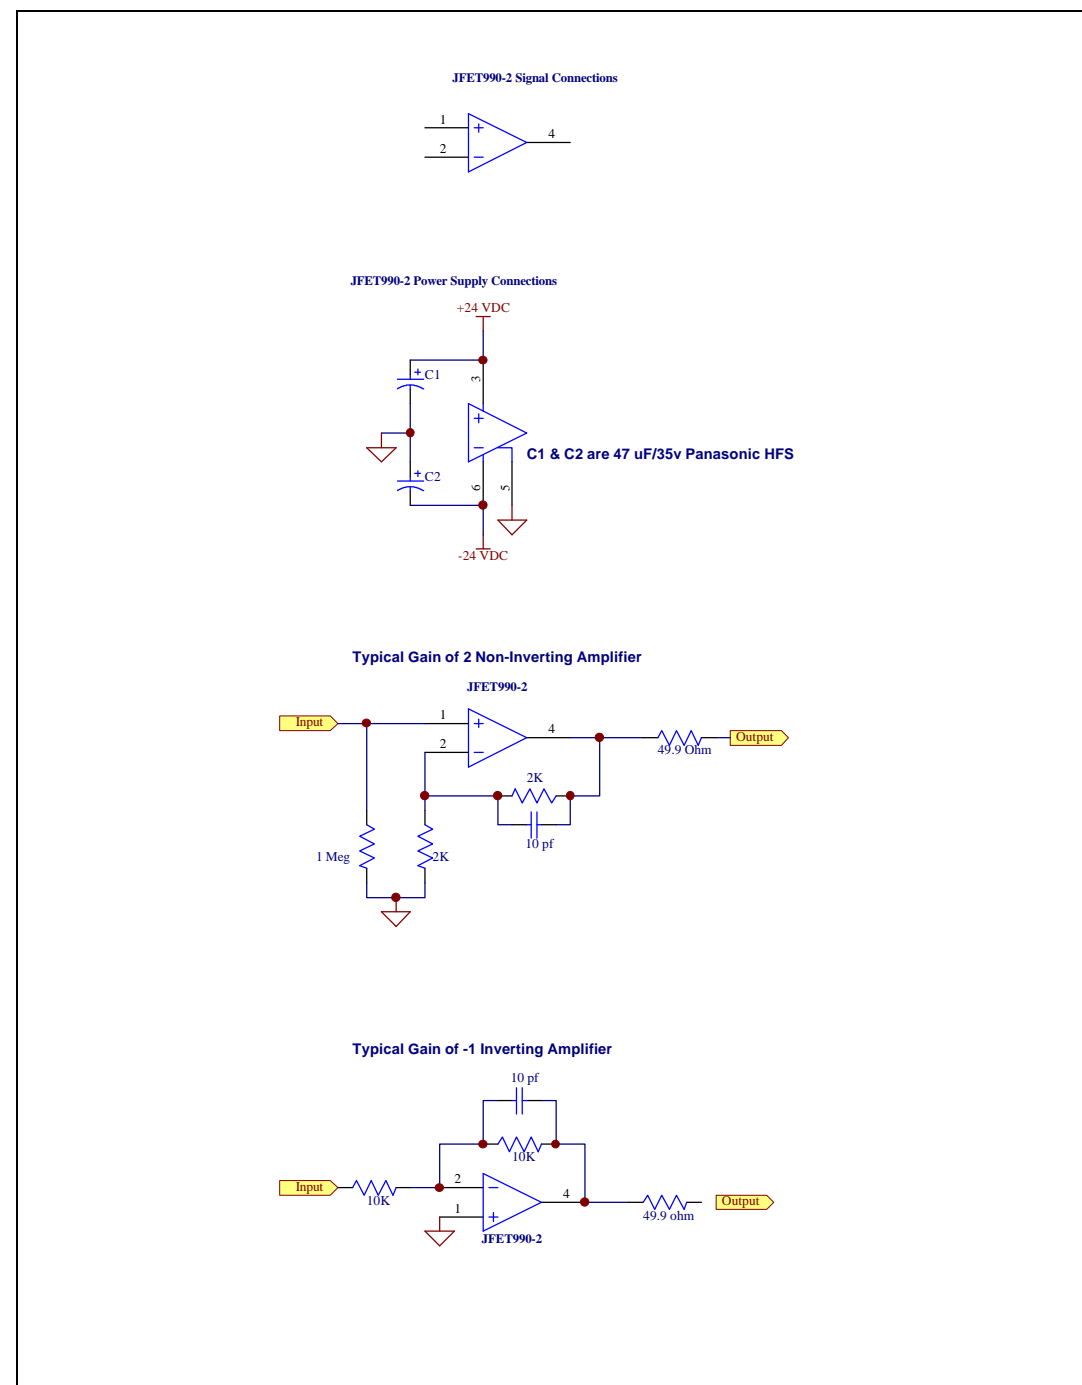 JFET990-2 Signal Connections
1
2
4
+
−
JFET990-2 Power Supply Connections
+24 VDC
+ C1
3
+
−
C1 & C2 are 47 uF/35v Panasonic HFS
+ C2
6
5
-24 VDC
Typical Gain of 2 Non-Inverting Amplifier
JFET990-2
Input
1
+
4
2
−
49.9 Ohm
Output
2K
10 pf
1 Meg
2K
Typical Gain of -1 Inverting Amplifier
10 pf
10K
Input
10K
2
−
4
1
+
49.9 ohm
Output
JFET990-2